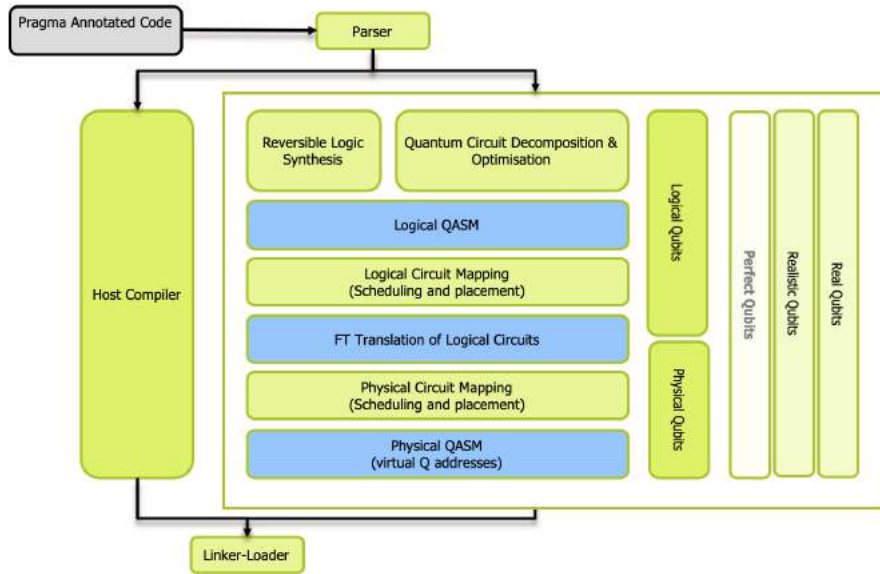 Pragma Annotated Code
Parser
Reversible Logic
Synthesis
Quantum Circuit Decomposition &
Optimisation
Logical QASM
Logical Circuit Mapping
(Scheduling and placement)
FT Translation of Logical Circuits
Physical Circuit Mapping
(Scheduling and placement)
Physical QASM
(virtual Q addresses)
Host Compiler
Logical Qubits
Physical Qubits
Perfect Qubits
Realistic Qubits
Real Qubits
Linker-Loader